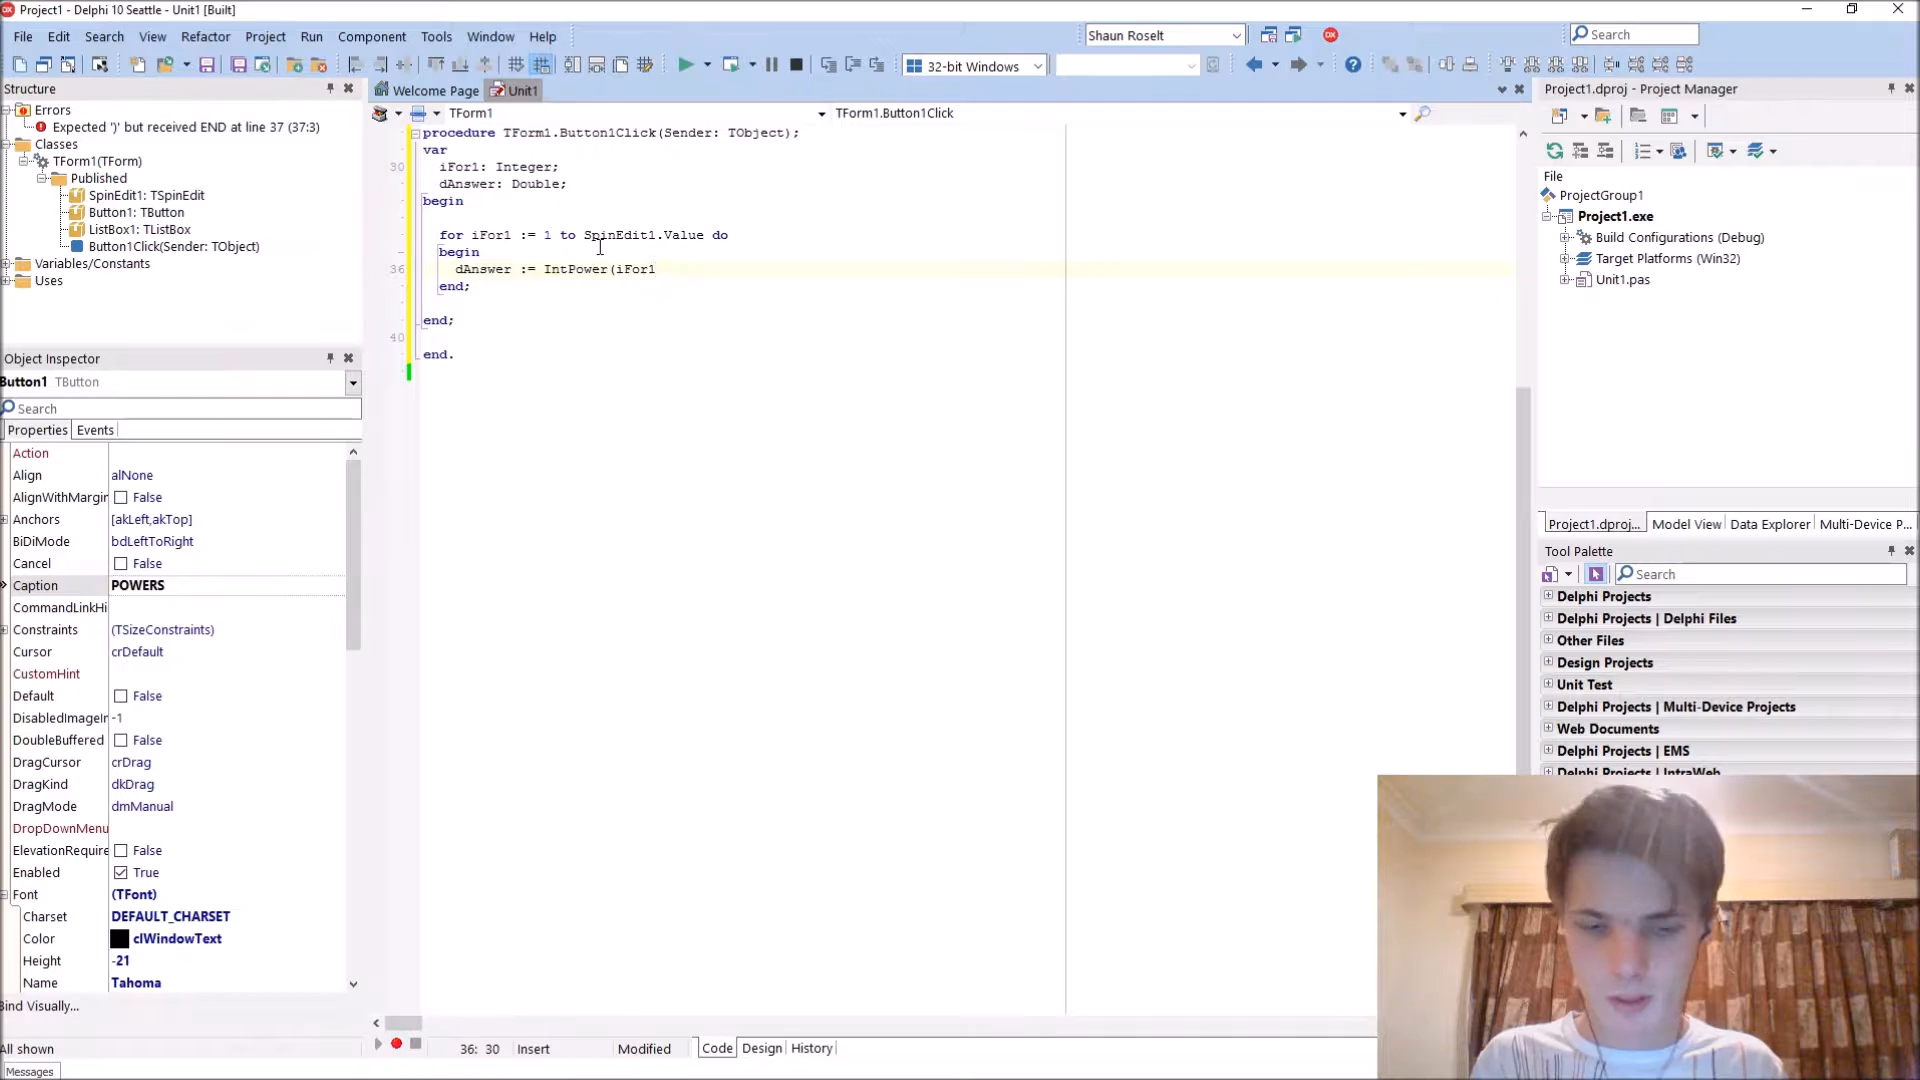 Project1 - Delphi 10 Seattle - Unit1 [Built]
File Edit Search View Refactor Project Run Component Tools Window Help
Shaun Roselt
Search
32-bit Windows
Structure
Errors
Expected ')' but received END at line 37 (37:3)
Classes
TForm1(TForm)
Published
SpinEdit1: TSpinEdit
Button1: TButton
ListBox1: TListBox
Button1Click(Sender: TObject)
Variables/Constants
Uses
Object Inspector
Button1 TButton
Search
Properties Events
Action
Align alNone
AlignWithMargin False
Anchors [akLeft,akTop]
BiDiMode bdLeftToRight
Cancel False
Caption POWERS
CommandLinkHi
Constraints (TSizeConstraints)
Cursor crDefault
CustomHint
Default False
DisabledImageIr -1
DoubleBuffered False
DragCursor crDrag
DragKind dkDrag
DragMode dmManual
DropDownMenu
ElevationRequire False
Enabled True
Font (TFont)
Charset DEFAULT_CHARSET
Color clWindowText
Height -21
Name Tahoma
Bind Visually...
All shown
Messages
Welcome Page Unit1
TForm1 TForm1.Button1Click
procedure TForm1.Button1Click(Sender: TObject);
var
30 iFor1: Integer;
dAnswer: Double;
begin
for iFor1 := 1 to SpinEdit1.Value do
begin
36 dAnswer := IntPower(iFor1
end;
end;
40
end.
36: 30 Insert Modified Code Design History
Project1.dproj - Project Manager
File
ProjectGroup1
Project1.exe
Build Configurations (Debug)
Target Platforms (Win32)
Unit1.pas
Project1.dproj... Model View Data Explorer Multi-Device P...
Tool Palette
Search
Delphi Projects
Delphi Projects | Delphi Files
Other Files
Design Projects
Unit Test
Delphi Projects | Multi-Device Projects
Web Documents
Delphi Projects | EMS
Delphi Projects | IntraWeb